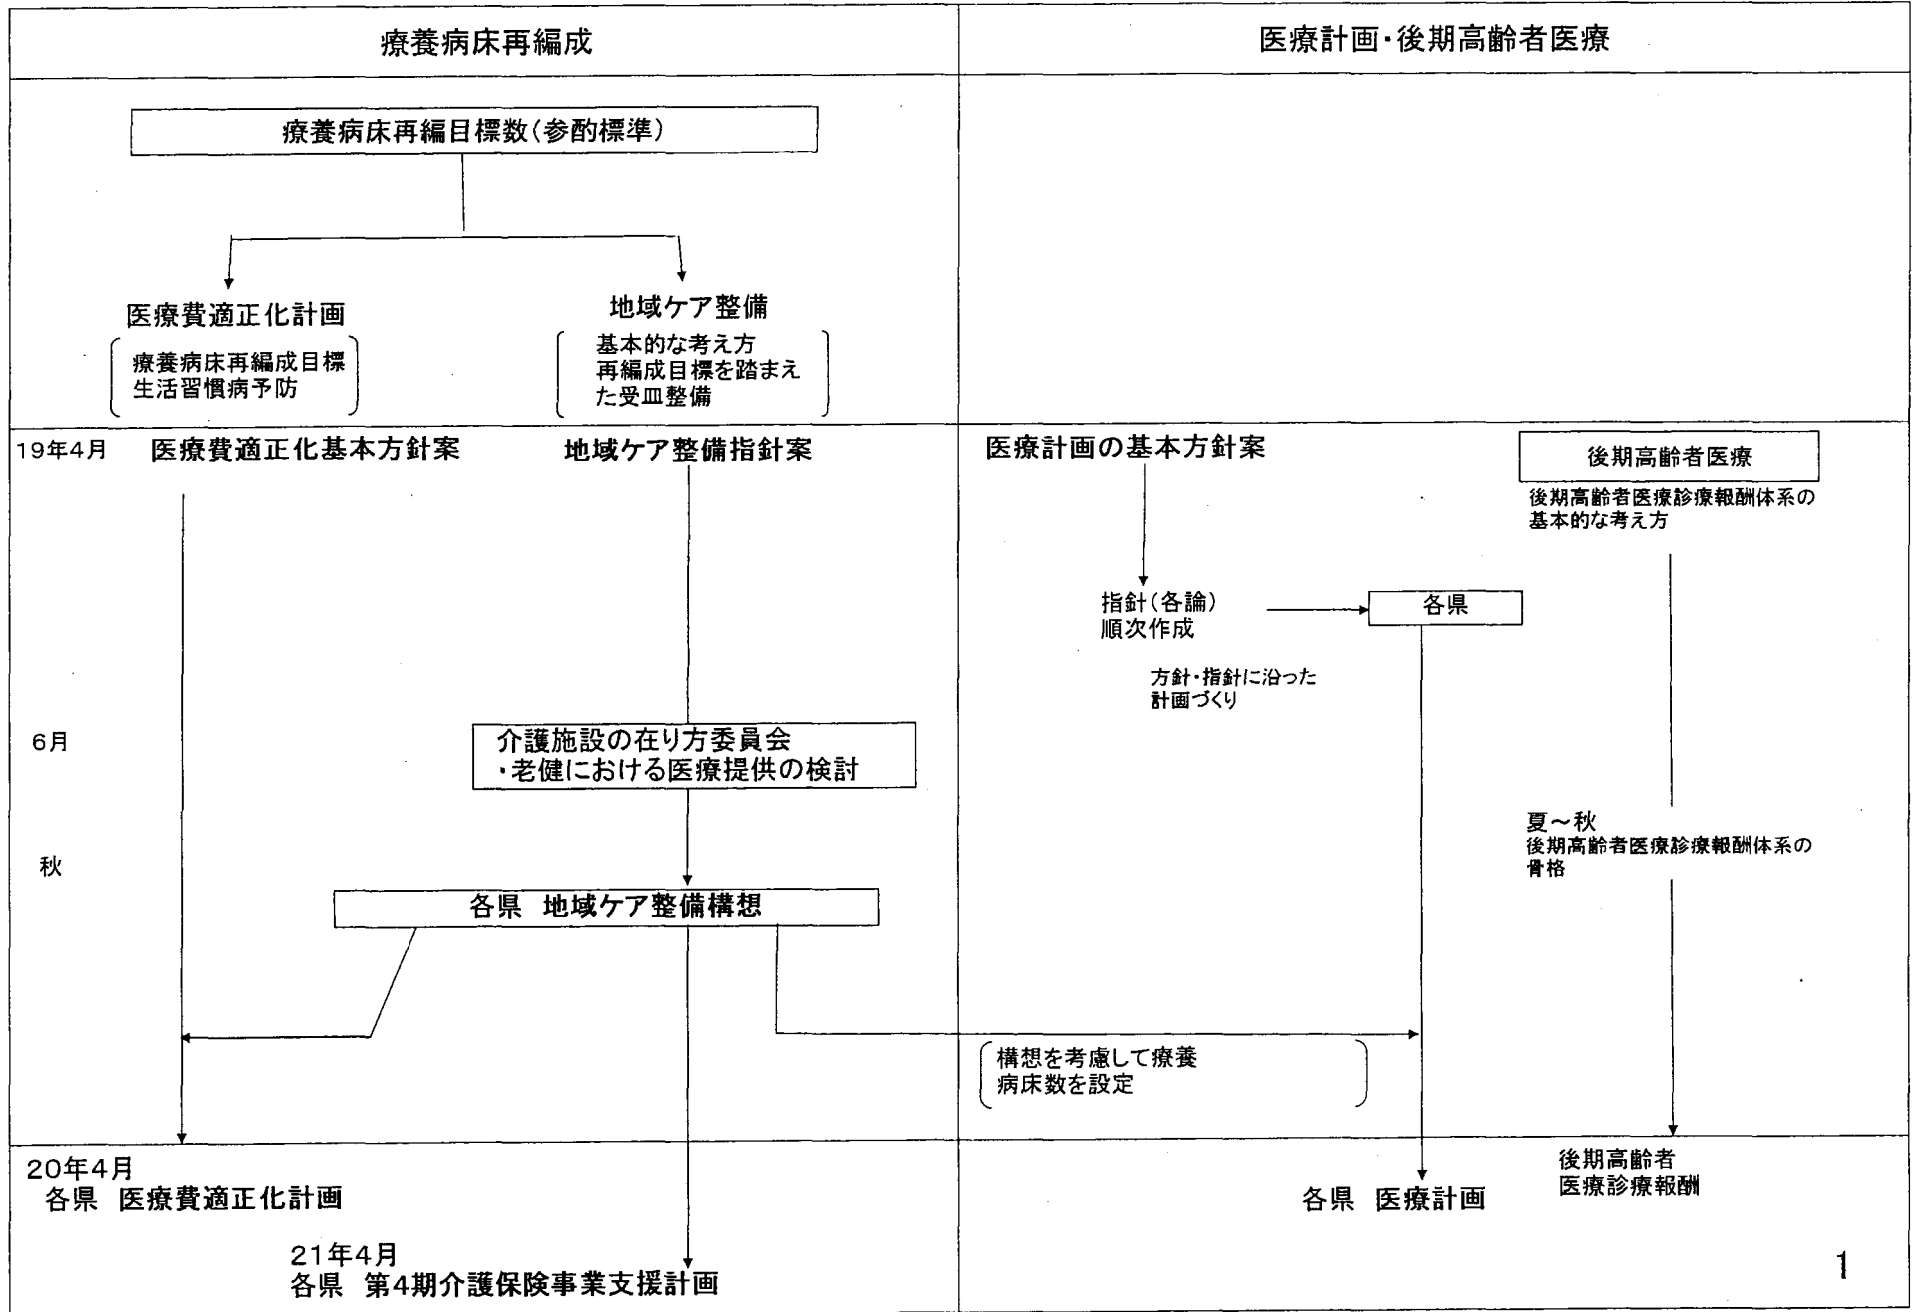 療養病床再編成
医療計画・後期高齢者医療
療養病床再編目標数(参酌標準)
医療費適正化計画
療養病床再編成目標
生活習慣病予防
地域ケア整備
基本的な考え方
再編成目標を踏まえ
た受皿整備
19年4月
医療費適正化基本方針案
地域ケア整備指針案
医療計画の基本方針案
後期高齢者医療
後期高齢者医療診療報酬体系の
基本的な考え方
指針(各論)
順次作成
各県
方針・指針に沿った
計画づくり
6月
介護施設の在り方委員会
・老健における医療提供の検討
夏～秋
後期高齢者医療診療報酬体系の
骨格
秋
各県 地域ケア整備構想
構想を考慮して療養
病床数を設定
20年4月
各県 医療費適正化計画
各県 医療計画
後期高齢者
医療診療報酬
21年4月
各県 第4期介護保険事業支援計画
1